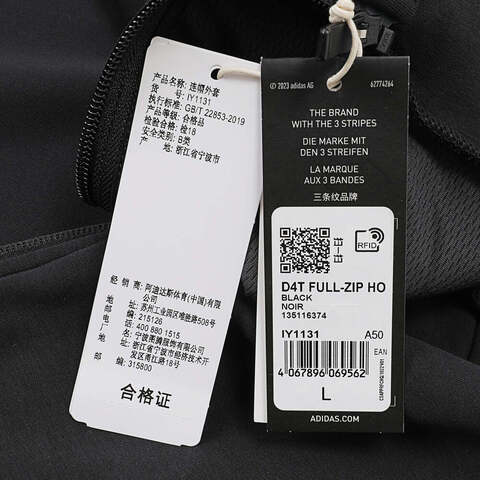 产品名称: 连帽外套
货 号: IY1131
执行标准: GB/T 22853-2019
产品等级: 合格品
检验合格: 检18
安全类别: B类
产 地: 浙江省宁波市
经 销 商: 阿迪达斯体育(中国)有限
公司
地 址: 苏州工业园区唯胜路508号
邮 编: 215126
电 话: 400 880 1515
厂 名: 宁波甬腾服饰有限公司
地 址: 浙江省宁波市经济技术开
发区甬江路18号
邮 编: 315800
合格证
© 2023 adidas AG
62774264
THE BRAND
WITH THE 3 STRIPES
DIE MARKE MIT
DEN 3 STREIFEN
LA MARQUE
AUX 3 BANDES
三条纹品牌
RFID
D4T FULL-ZIP HO
BLACK
NOIR
135116374
IY1131 A50
EAN
4 067896 069562
L
ADIDAS.COM